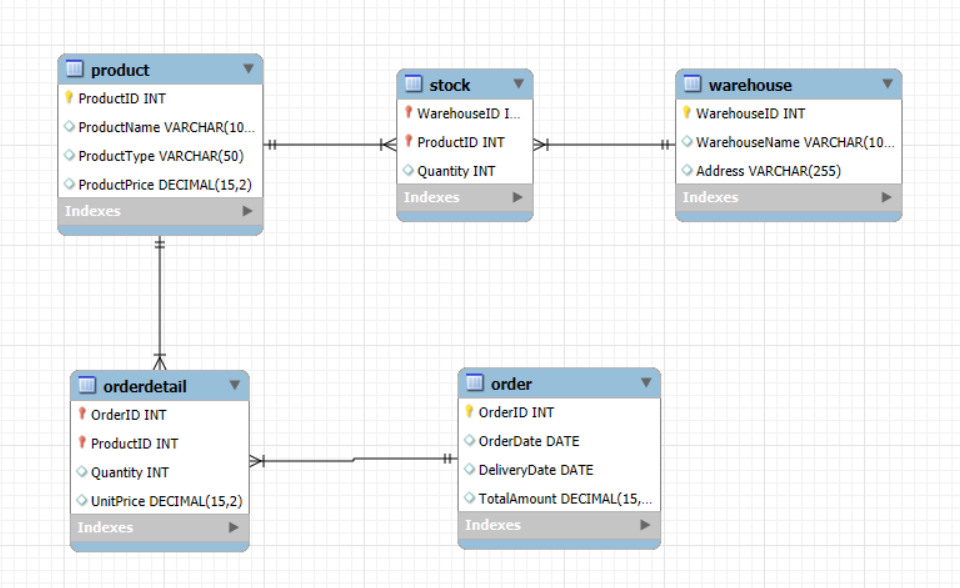 product
ProductID INT
ProductName VARCHAR(10...
ProductType VARCHAR(50)
ProductPrice DECIMAL(15,2)
Indexes
stock
WarehouseID I...
ProductID INT
Quantity INT
Indexes
warehouse
WarehouseID INT
WarehouseName VARCHAR(10...
Address VARCHAR(255)
Indexes
orderdetail
OrderID INT
ProductID INT
Quantity INT
UnitPrice DECIMAL(15,2)
Indexes
order
OrderID INT
OrderDate DATE
DeliveryDate DATE
TotalAmount DECIMAL(15,...
Indexes